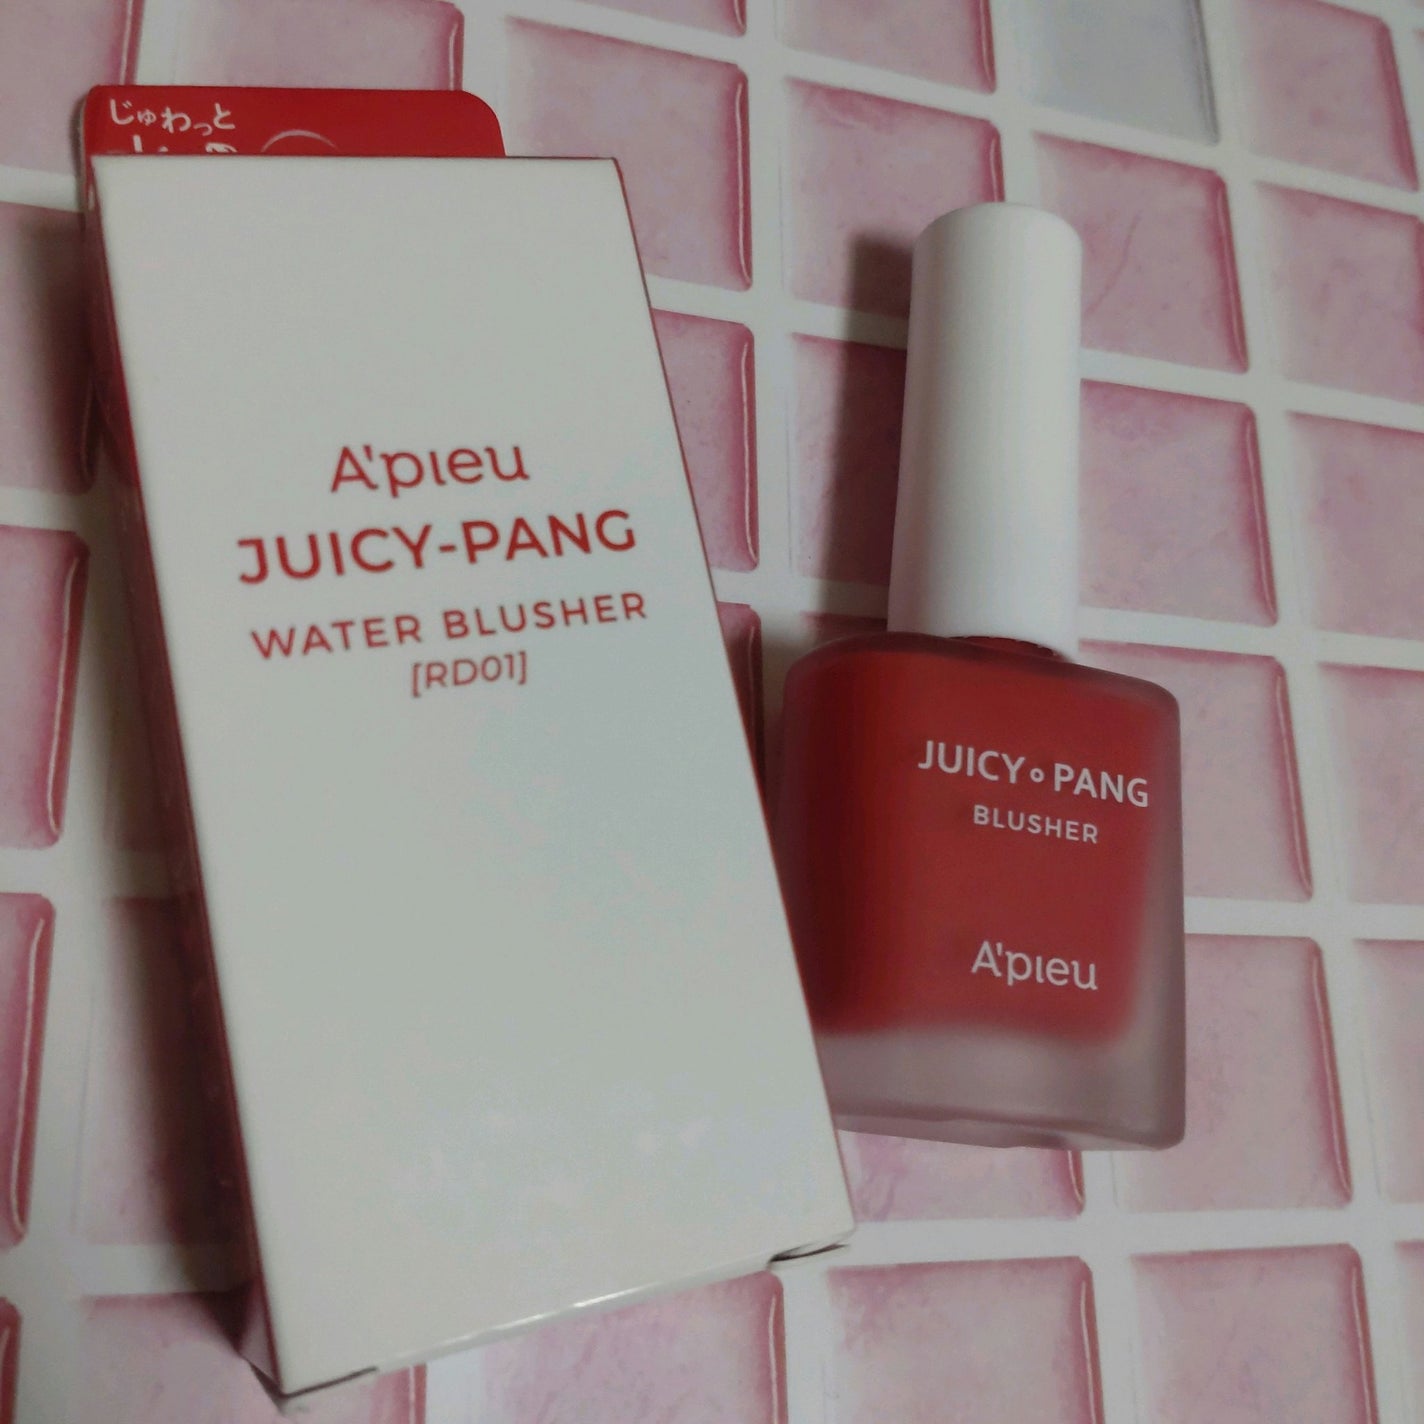 じゅわっと
A'pieu
JUICY-PANG
WATER BLUSHER
[RD01]
JUICY PANG
BLUSHER
A'pieu